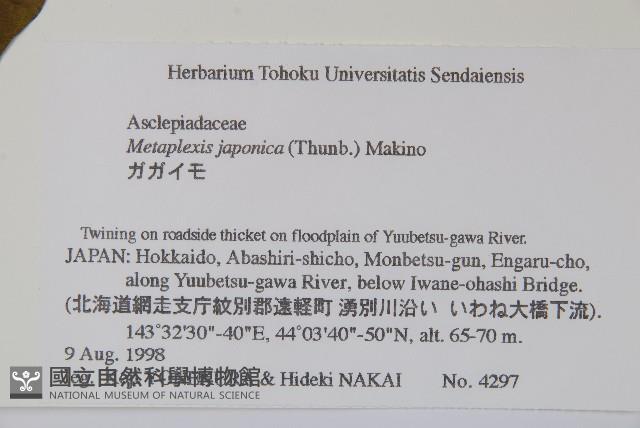 Herbarium Tohoku Universitatis Sendaiensis
Asclepiadaceae
Metaplexis japonica (Thunb.) Makino
ガガイモ
Twining on roadside thicket on floodplain of Yuubetsu-gawa River.
JAPAN: Hokkaido, Abashiri-shicho, Monbetsu-gun, Engaru-cho,
along Yuubetsu-gawa River, below Iwane-ohashi Bridge.
(北海道網走支庁紋別郡遠軽町 湧別川沿い いわね大橋下流).
143°32'30"-40"E, 44°03'40"-50"N, alt. 65-70 m.
9 Aug. 1998
& Hideki NAKAI No. 4297
國立自然科學博物館
NATIONAL MUSEUM OF NATURAL SCIENCE